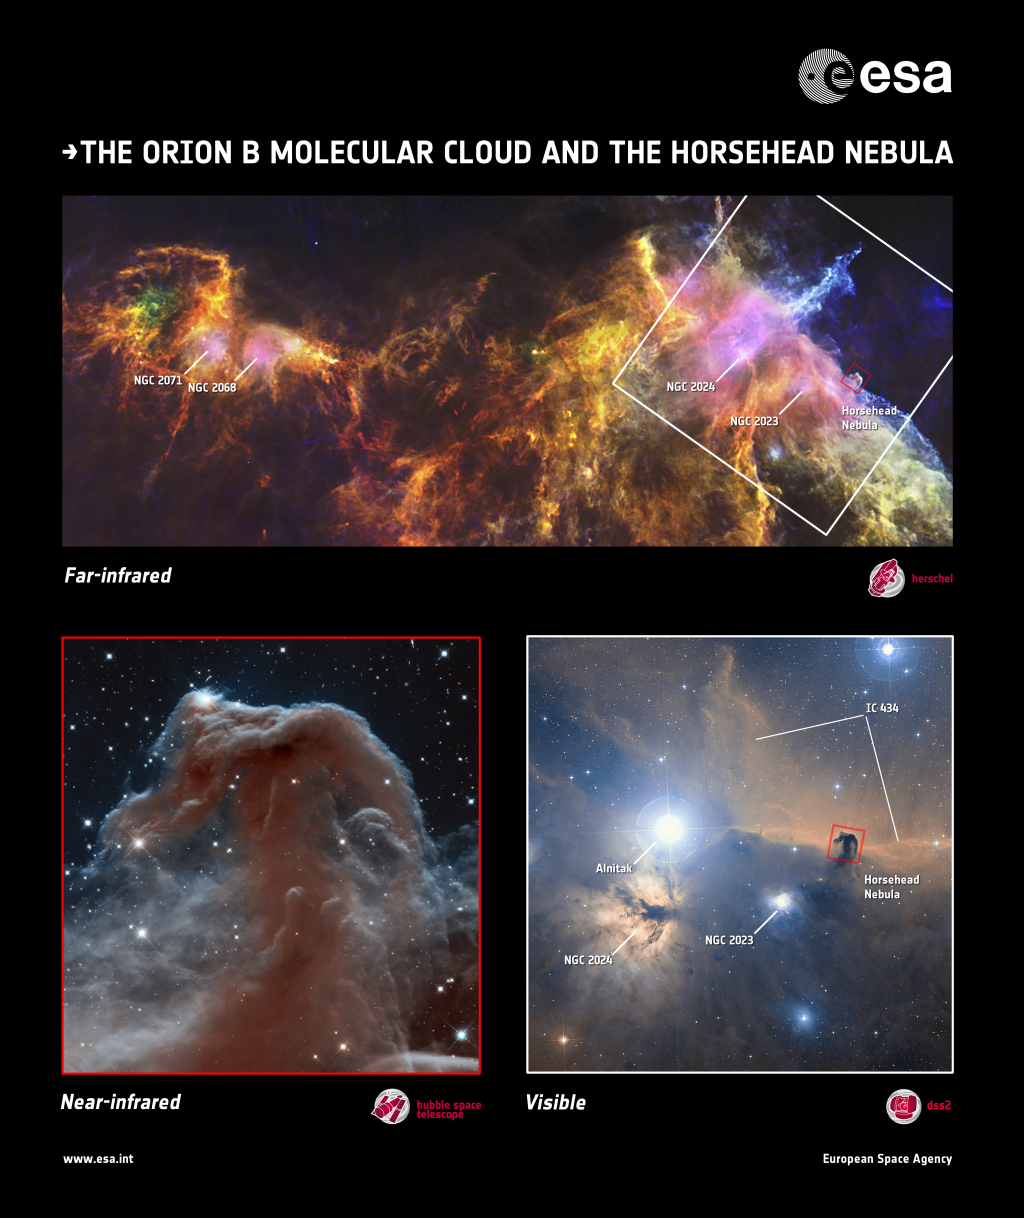 esa
→THE ORION B MOLECULAR CLOUD AND THE HORSEHEAD NEBULA
NGC 2071
NGC 2068
NGC 2024
NGC 2023
Horsehead
Nebula
Far-infrared
herschel
IC 434
Alnitak
Horsehead
Nebula
NGC 2023
NGC 2024
Near-infrared
hubble space
telescope
Visible
dss2
www.esa.int
European Space Agency